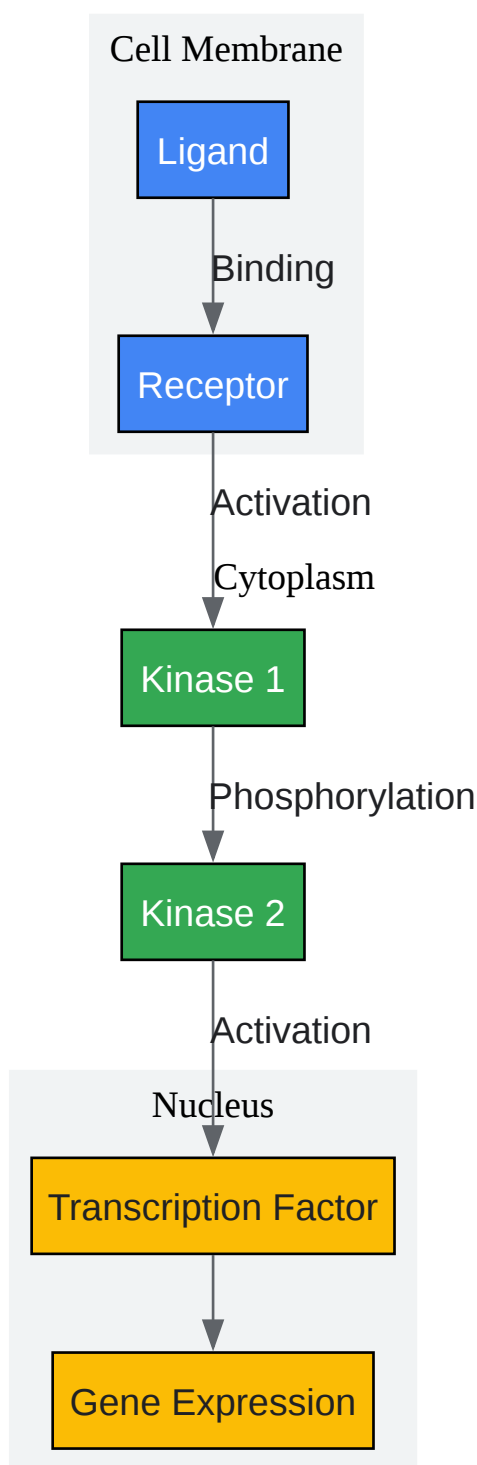 Cell Membrane
Ligand
Binding
Receptor
Activation
Cytoplasm
Kinase 1
Phosphorylation
Kinase 2
Activation
Nucleus
Transcription Factor
Gene Expression